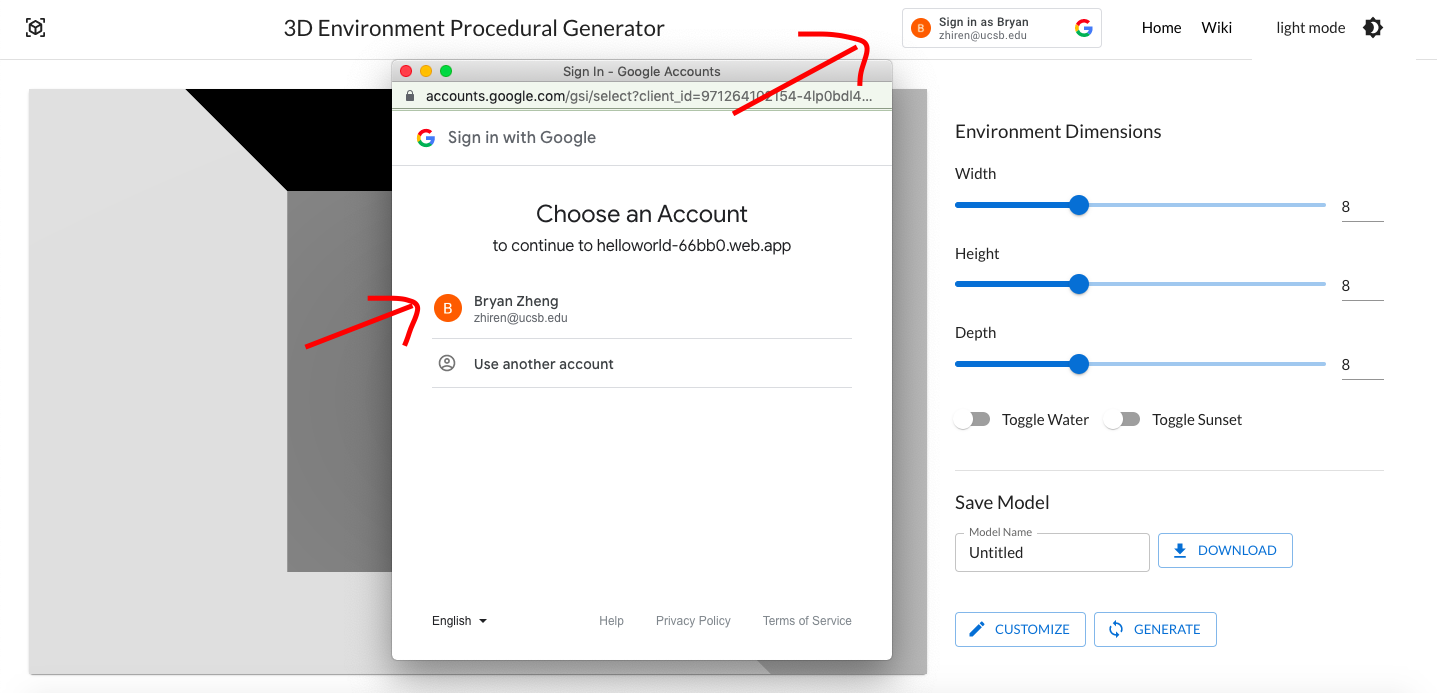 3D Environment Procedural Generator
B
Sign in as Bryan
zhiren@ucsb.edu
Home
Wiki
light mode
Sign In - Google Accounts
accounts.google.com/gsi/select?client_id=971264102154-4lp0bdl4...
Sign in with Google
Choose an Account
to continue to helloworld-66bb0.web.app
B
Bryan Zheng
zhiren@ucsb.edu
Use another account
English
Help
Privacy Policy
Terms of Service
Environment Dimensions
Width
8
Height
8
Depth
8
Toggle Water
Toggle Sunset
Save Model
Model Name
Untitled
DOWNLOAD
CUSTOMIZE
GENERATE